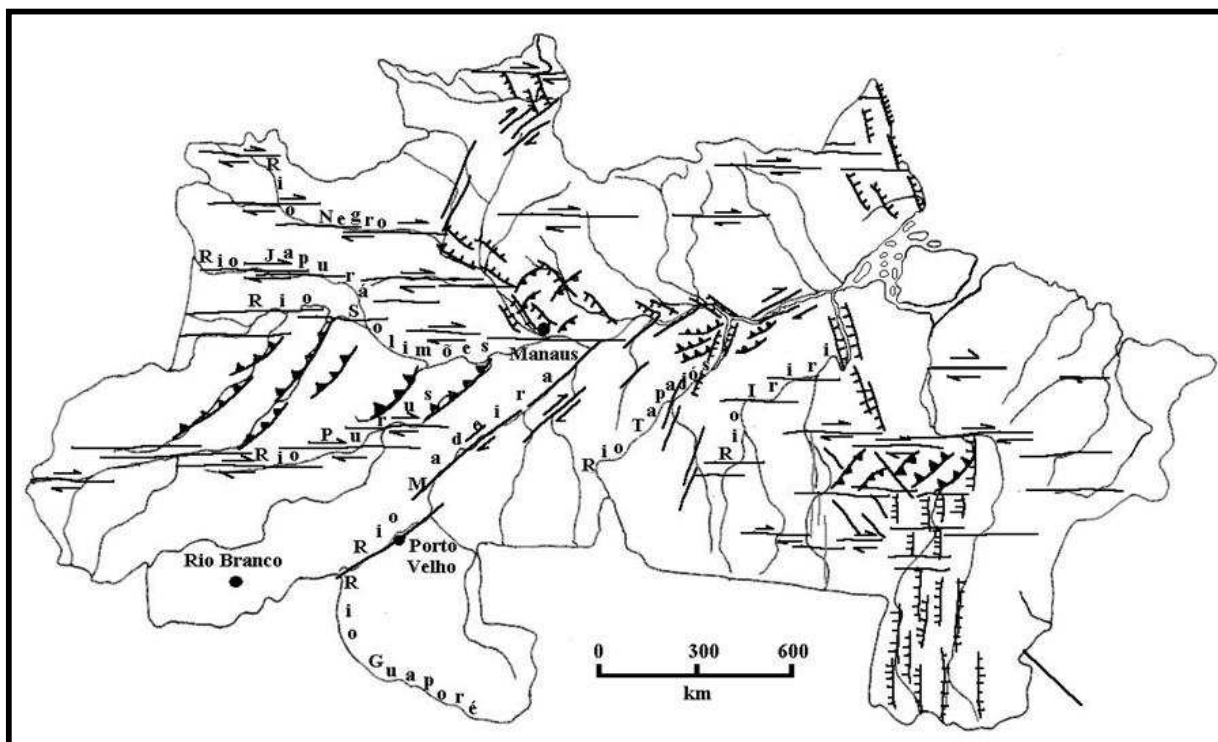 Rio Negro
Rio Japurá
Rio Solimões
Manaus
Rio Purus
Rio Madeira
Rio Tapajós
Rio Iriri
Rio Branco
Porto
Velho
Rio Guaporé
0 300 600
km